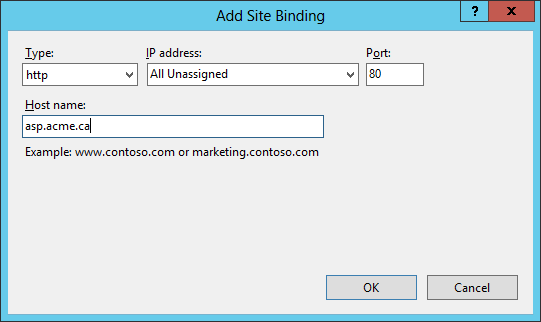 Add Site Binding
?
Type: IP address: Port:
http All Unassigned 80
Host name:
asp.acme.ca
Example: www.contoso.com or marketing.contoso.com
OK Cancel